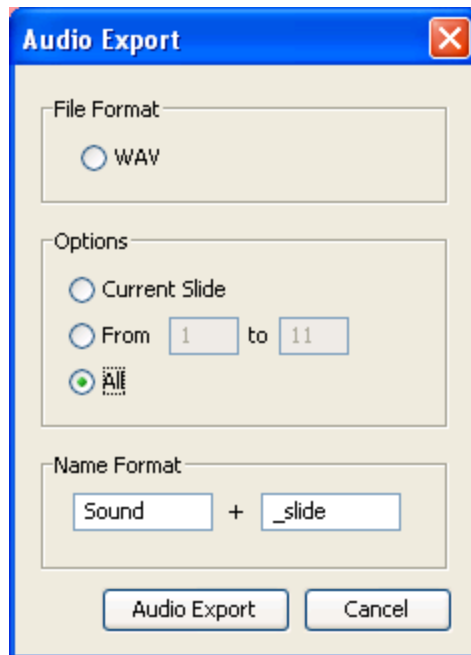 Audio Export
File Format
WAV
Options
Current Slide
From 1 to 11
All
Name Format
Sound + _slide
Audio Export Cancel